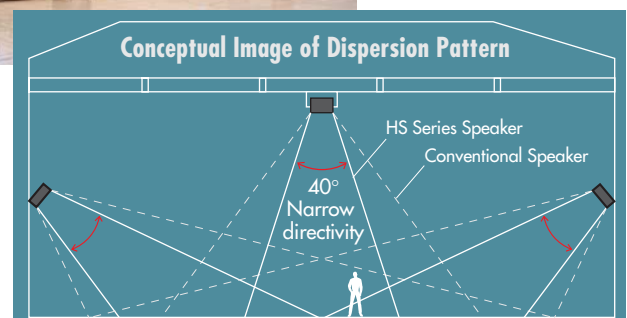 Conceptual Image of Dispersion Pattern
HS Series Speaker
Conventional Speaker
40°
Narrow
directivity